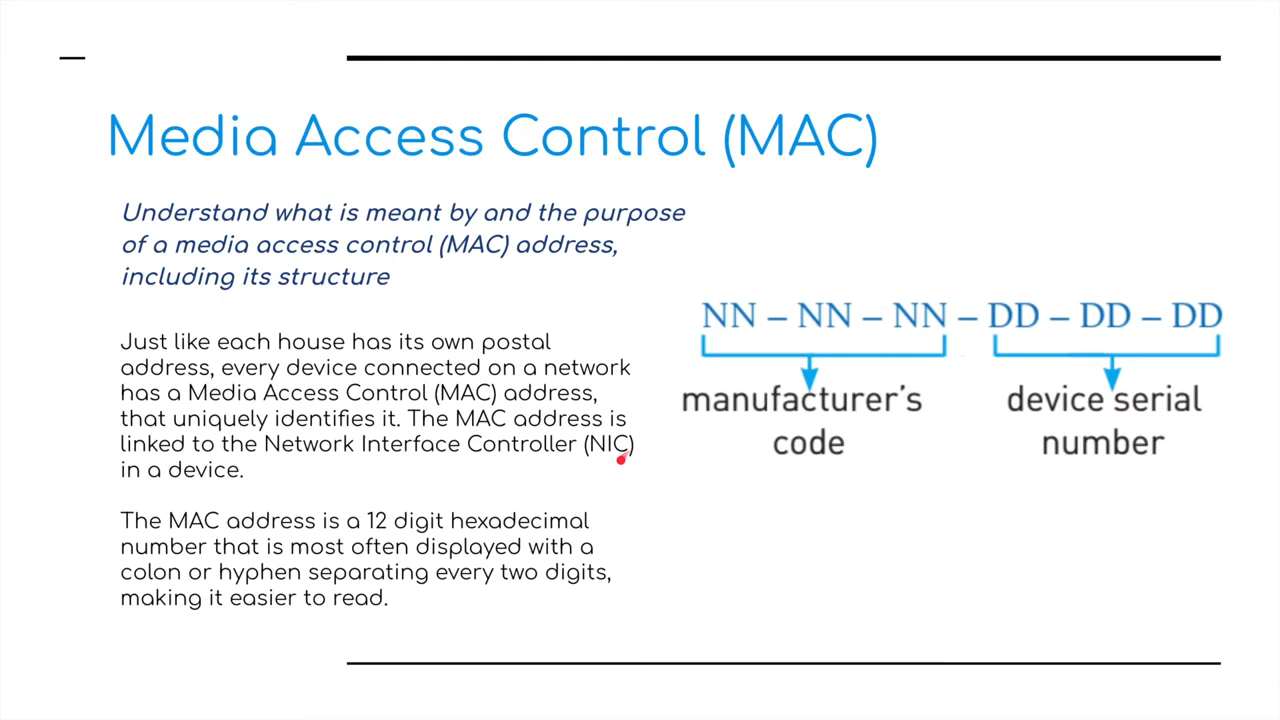 Media Access Control (MAC)
Understand what is meant by and the purpose
of a media access control (MAC) address,
including its structure
Just like each house has its own postal
address, every device connected on a network
has a Media Access Control (MAC) address,
that uniquely identifies it. The MAC address is
linked to the Network Interface Controller (NIC)
in a device.
The MAC address is a 12 digit hexadecimal
number that is most often displayed with a
colon or hyphen separating every two digits,
making it easier to read.
NN – NN – NN – DD – DD – DD
manufacturer's
code
device serial
number